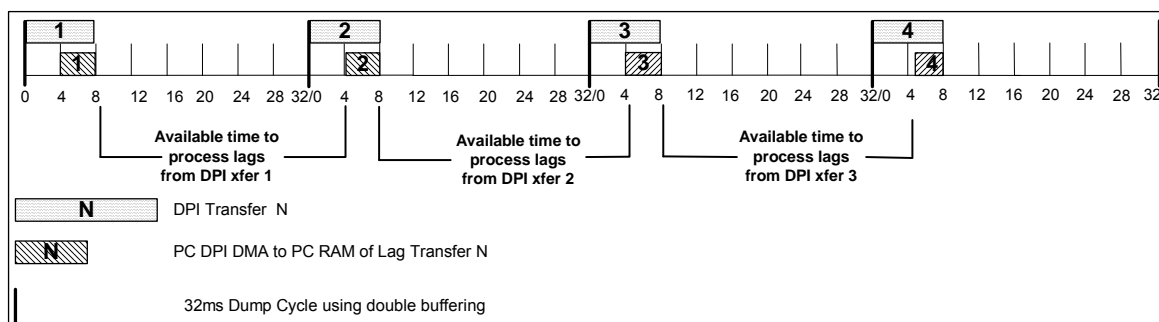 1 2 3 4
1 2 3 4
0 4 8 12 16 20 24 28 32/0 4 8 12 16 20 24 28 32/0 4 8 12 16 20 24 28 32/0 4 8 12 16 20 24 28 32
Available time to
process lags
from DPI xfer 1
Available time to
process lags
from DPI xfer 2
Available time to
process lags
from DPI xfer 3
N DPI Transfer N
N PC DPI DMA to PC RAM of Lag Transfer N
32ms Dump Cycle using double buffering